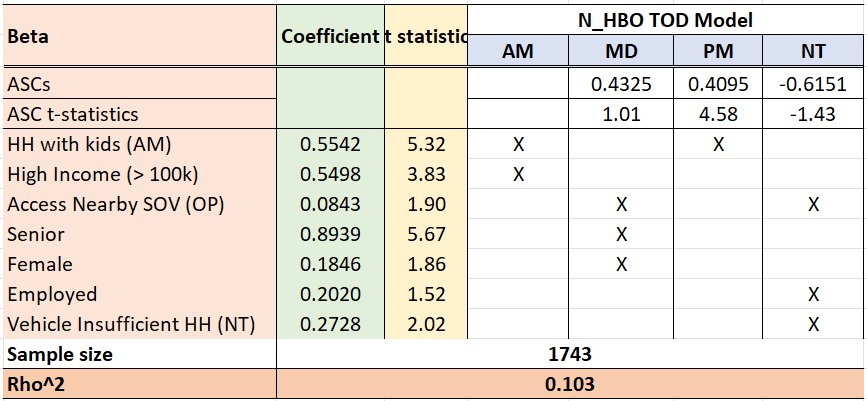 Beta Coefficient t statistic N_HBO TOD Model
AM MD PM NT
ASCs 0.4325 0.4095 -0.6151
ASC t-statistics 1.01 4.58 -1.43
HH with kids (AM) 0.5542 5.32 X X
High Income (> 100k) 0.5498 3.83 X
Access Nearby SOV (OP) 0.0843 1.90 X X
Senior 0.8939 5.67 X
Female 0.1846 1.86 X
Employed 0.2020 1.52 X
Vehicle Insufficient HH (NT) 0.2728 2.02 X
Sample size 1743
Rho^2 0.103